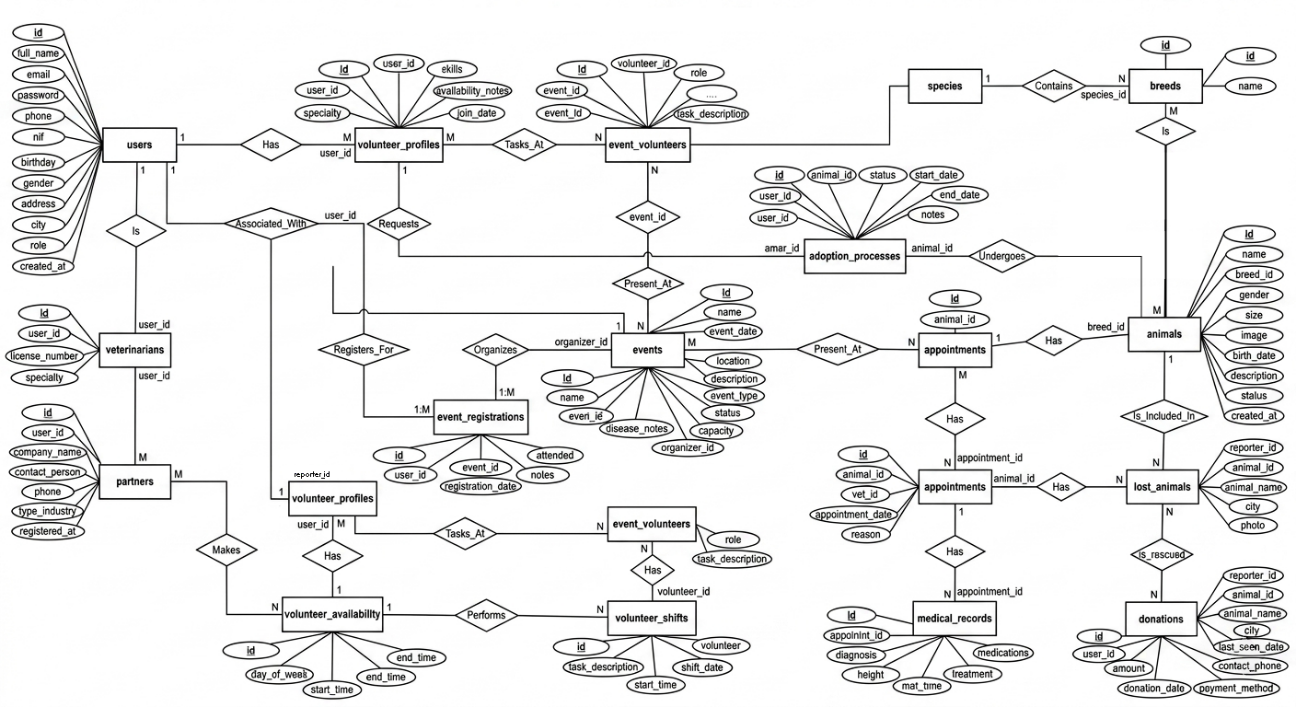 id
full_name
email
password
phone
nif
birthday
gender
address
city
role
created_at
users
1
1
1
Has
M
user_id
Id
user_id
skills
user_id
availability_notes
specialty
join_date
volunteer_profiles
M
Tasks_At
N
1
Id
volunteer_id
role
event_id
....
event_Id
task_description
event_volunteers
N
species
1
Contains
N
species_id
id
id
name
breeds
M
Is
Is
Associated_With
user_id
Requests
event_id
Present_At
id
animai_id
status
start_date
user_id
end_date
user_id
notes
amar_id
adoption_processes
animal_id
Undergoes
id
name
breed_id
gender
size
image
birth_date
description
stalus
created_at
M
breed_id
animals
1
Id
user_id
license_number
specialty
user_id
veterinarians
user_id
Registers_For
Organizes
organizer_id
1
N
events
M
Id
name
event_date
location
description
event_type
status
capacity
organizer_id
disease_notes
Id
name
Present_At
N
Id
animal_id
appointments
1
Has
M
Has
N
appointment_id
Is_Included_In
N
1:M
1:M
event_registrations
id
user_id
event_id
registration_date
notes
attended
id
user_id
company_name
contact_person
phone
type_industry
registered_at
M
partners
M
Makes
N
reporter_id
1
volunteer_profiles
user_id
M
Has
1
Tasks_At
N
event_volunteers
role
task_description
N
Has
volunteer_id
id
animal_id
vet_id
appointment_date
reason
appointments
animal_id
Has
N
1
Has
N
appointment_id
lost_animals
reporter_id
animal_id
animal_name
city
photo
N
is_rescued
N
volunteer_availability
1
Performs
N
volunteer_shifts
id
day_of_week
start_time
end_time
end_time
id
task_description
start_time
shift_date
volunteer
medical_records
Id
appoinInt_id
diagnosis
height
mat_time
treatment
medications
donations
reporter_id
animal_id
animal_name
city
last_seen_date
contact_phone
payment_method
id
user_Id
amount
donation_date